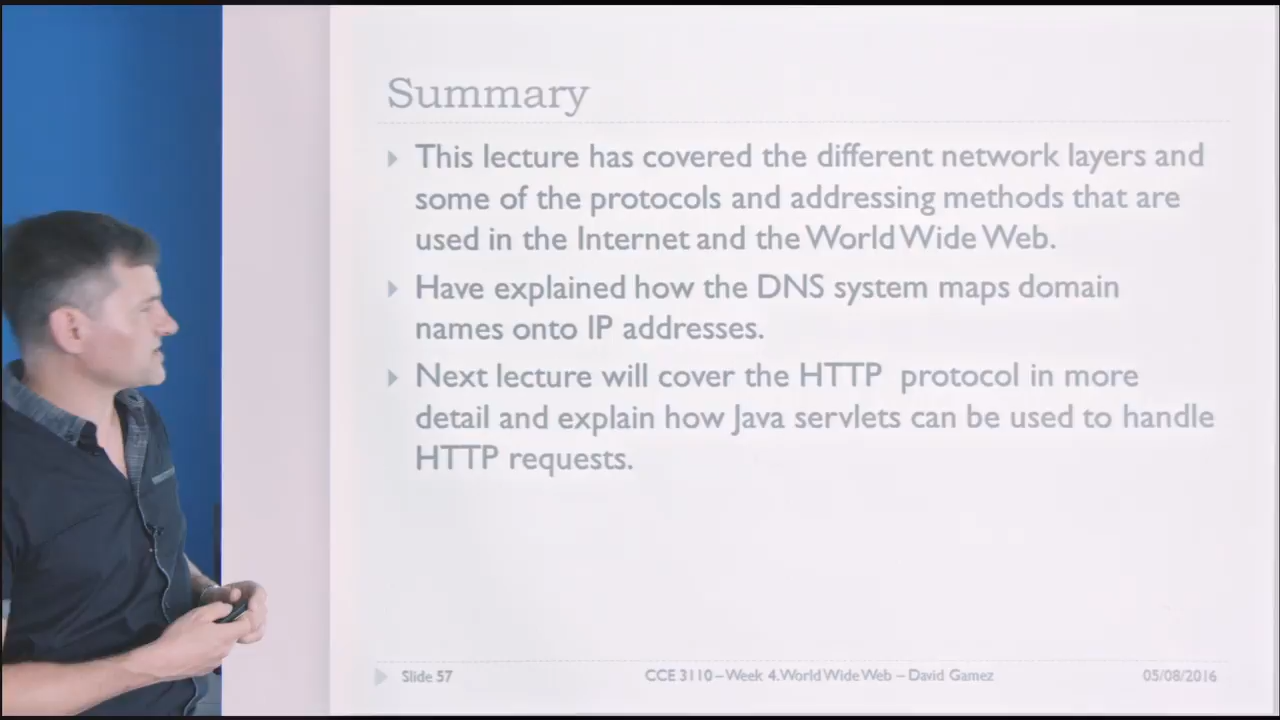 Summary
This lecture has covered the different network layers and
some of the protocols and addressing methods that are
used in the Internet and the World Wide Web.
Have explained how the DNS system maps domain
names onto IP addresses.
Next lecture will cover the HTTP protocol in more
detail and explain how Java servlets can be used to handle
HTTP requests.
Slide 57
CCE 3110 – Week 4. World Wide Web – David Gamez
05/08/2016